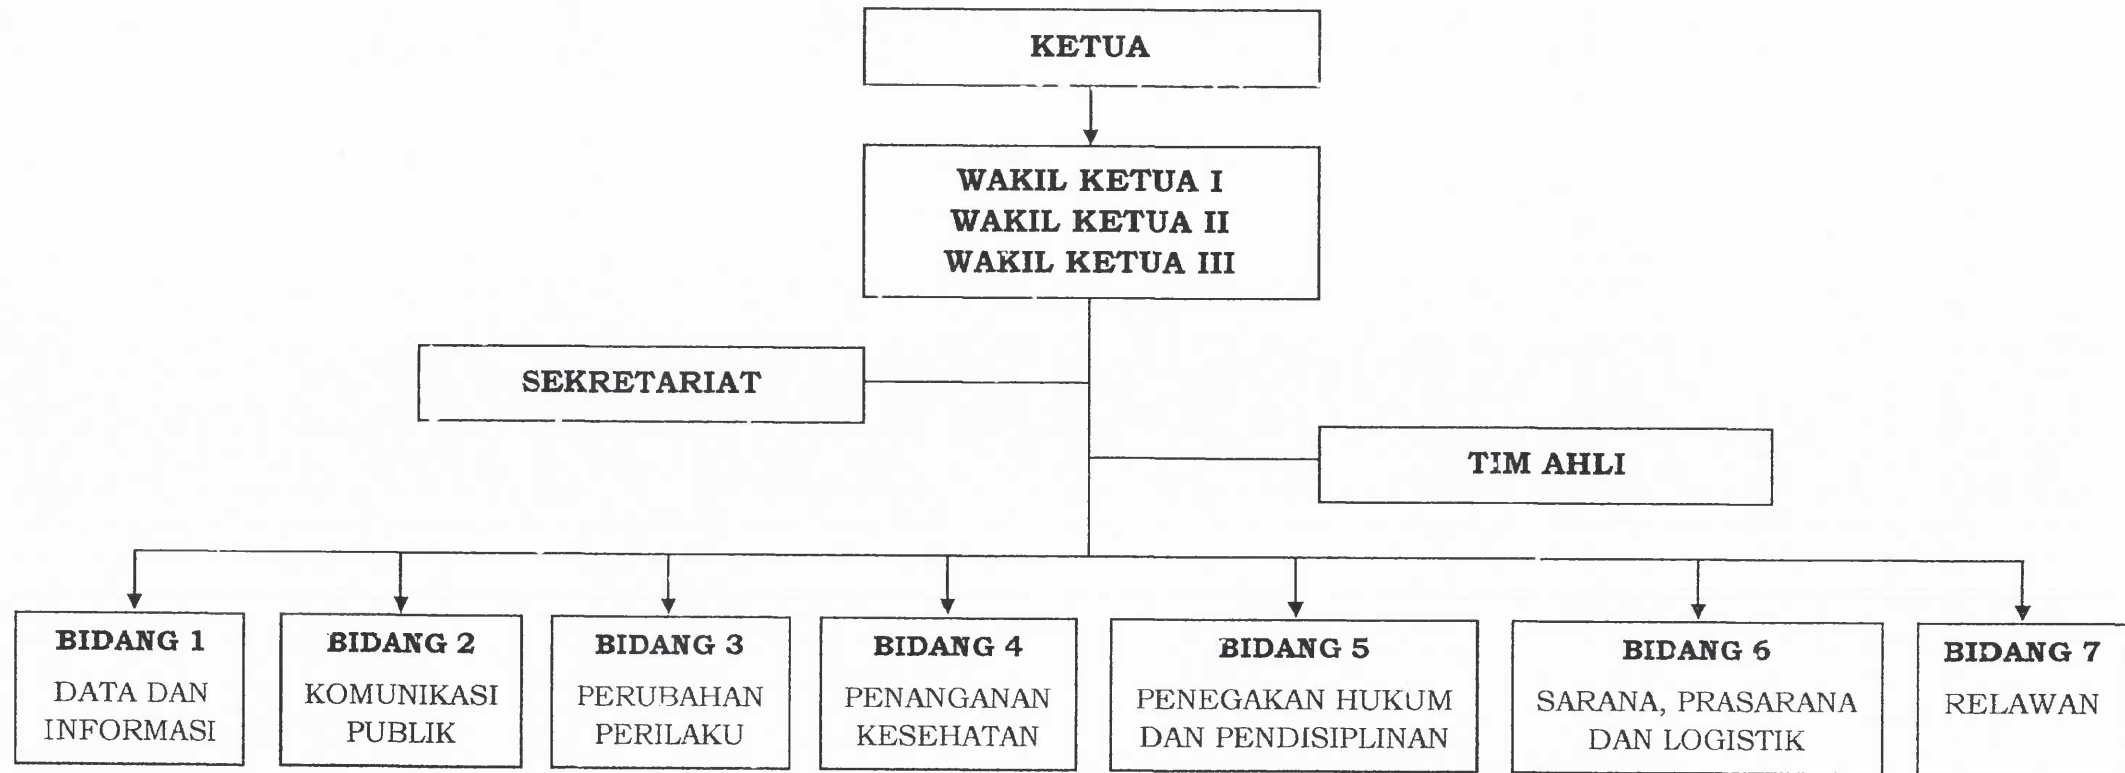 KETUA
WAKIL KETUA I
WAKIL KETUA II
WAKIL KETUA III
SEKRETARIAT
TIM AHLI
BIDANG 1
DATA DAN
INFORMASI
BIDANG 2
KOMUNIKASI
PUBLIK
BIDANG 3
PERUBAHAN
PERILAKU
BIDANG 4
PENANGANAN
KESEHATAN
BIDANG 5
PENEGAKAN HUKUM
DAN PENDISIPLINAN
BIDANG 6
SARANA, PRASARANA
DAN LOGISTIK
BIDANG 7
RELAWAN